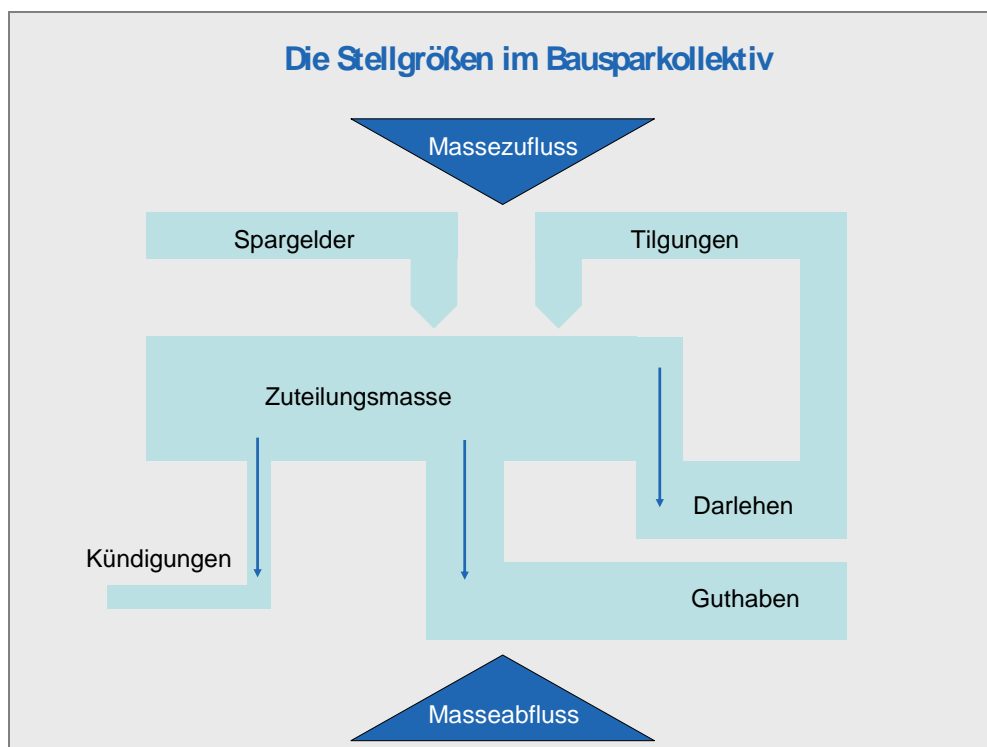 Die Stellgrößen im Bausparkollektiv
Massezufluss
Spargelder
Tilgungen
Zuteilungsmasse
Darlehen
Kündigungen
Guthaben
Masseabfluss